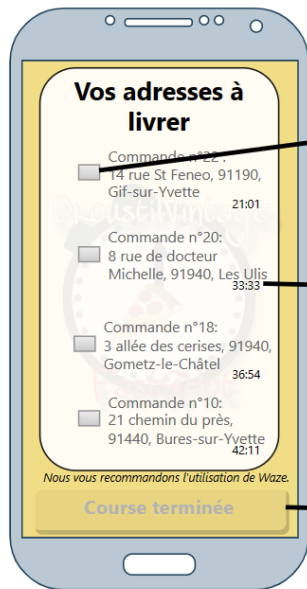 Vos adresses à
livrer
Commande n°22 :
14 rue St Feneo, 91190,
Gif-sur-Yvette
21:01
Commande n°20:
8 rue de docteur
Michelle, 91940, Les Ulis
33:33
Commande n°18:
3 allée des cerises, 91940,
Gometz-le-Châtel
36:54
Commande n°10:
21 chemin du près,
91440, Bures-sur-Yvette
42:11
Nous vous recommandons l'utilisation de Waze.
Course terminée